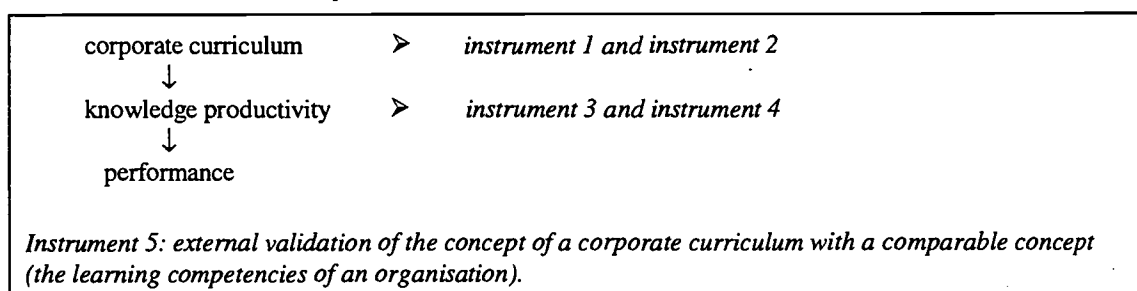 corporate curriculum ➢ instrument 1 and instrument 2
↓
knowledge productivity ➢ instrument 3 and instrument 4
↓
performance
Instrument 5: external validation of the concept of a corporate curriculum with a comparable concept
(the learning competencies of an organisation).